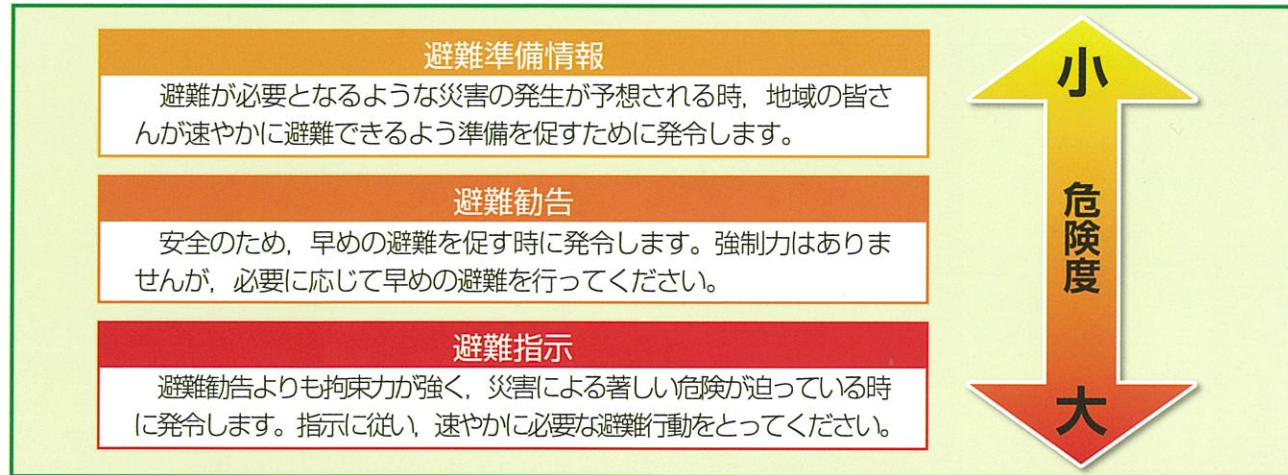 避難準備情報
避難が必要となるような災害の発生が予想される時，地域の皆さ
んが速やかに避難できるよう準備を促すために発令します。
避難勧告
安全のため，早めの避難を促す時に発令します。強制力はありま
せんが，必要に応じて早めの避難を行ってください。
避難指示
避難勧告よりも拘束力が強く，災害による著しい危険が迫っている時
に発令します。指示に従い，速やかに必要な避難行動をとってください。
小
危険度
大